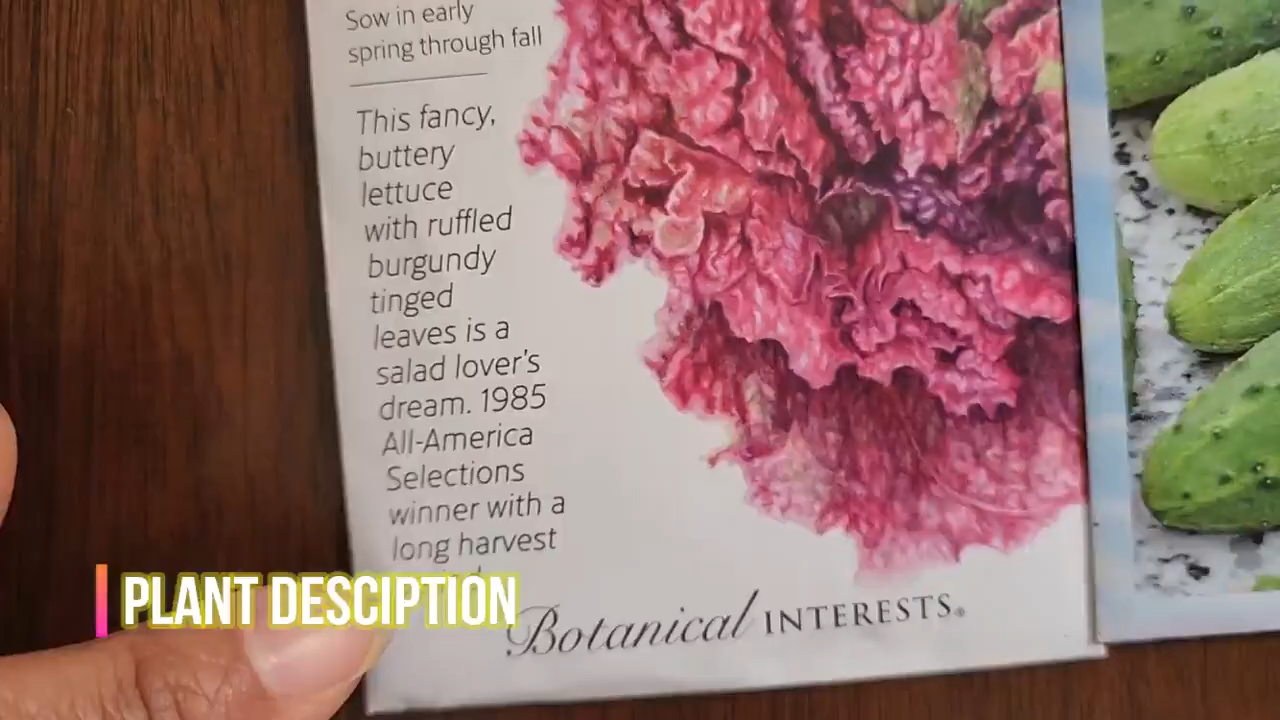 Sow in early
spring through fall
This fancy,
buttery
lettuce
with ruffled
burgundy
tinged
leaves is a
salad lover's
dream. 1985
All-America
Selections
winner with a
long harvest
PLANT DESCIPTION
Botanical INTERESTS®